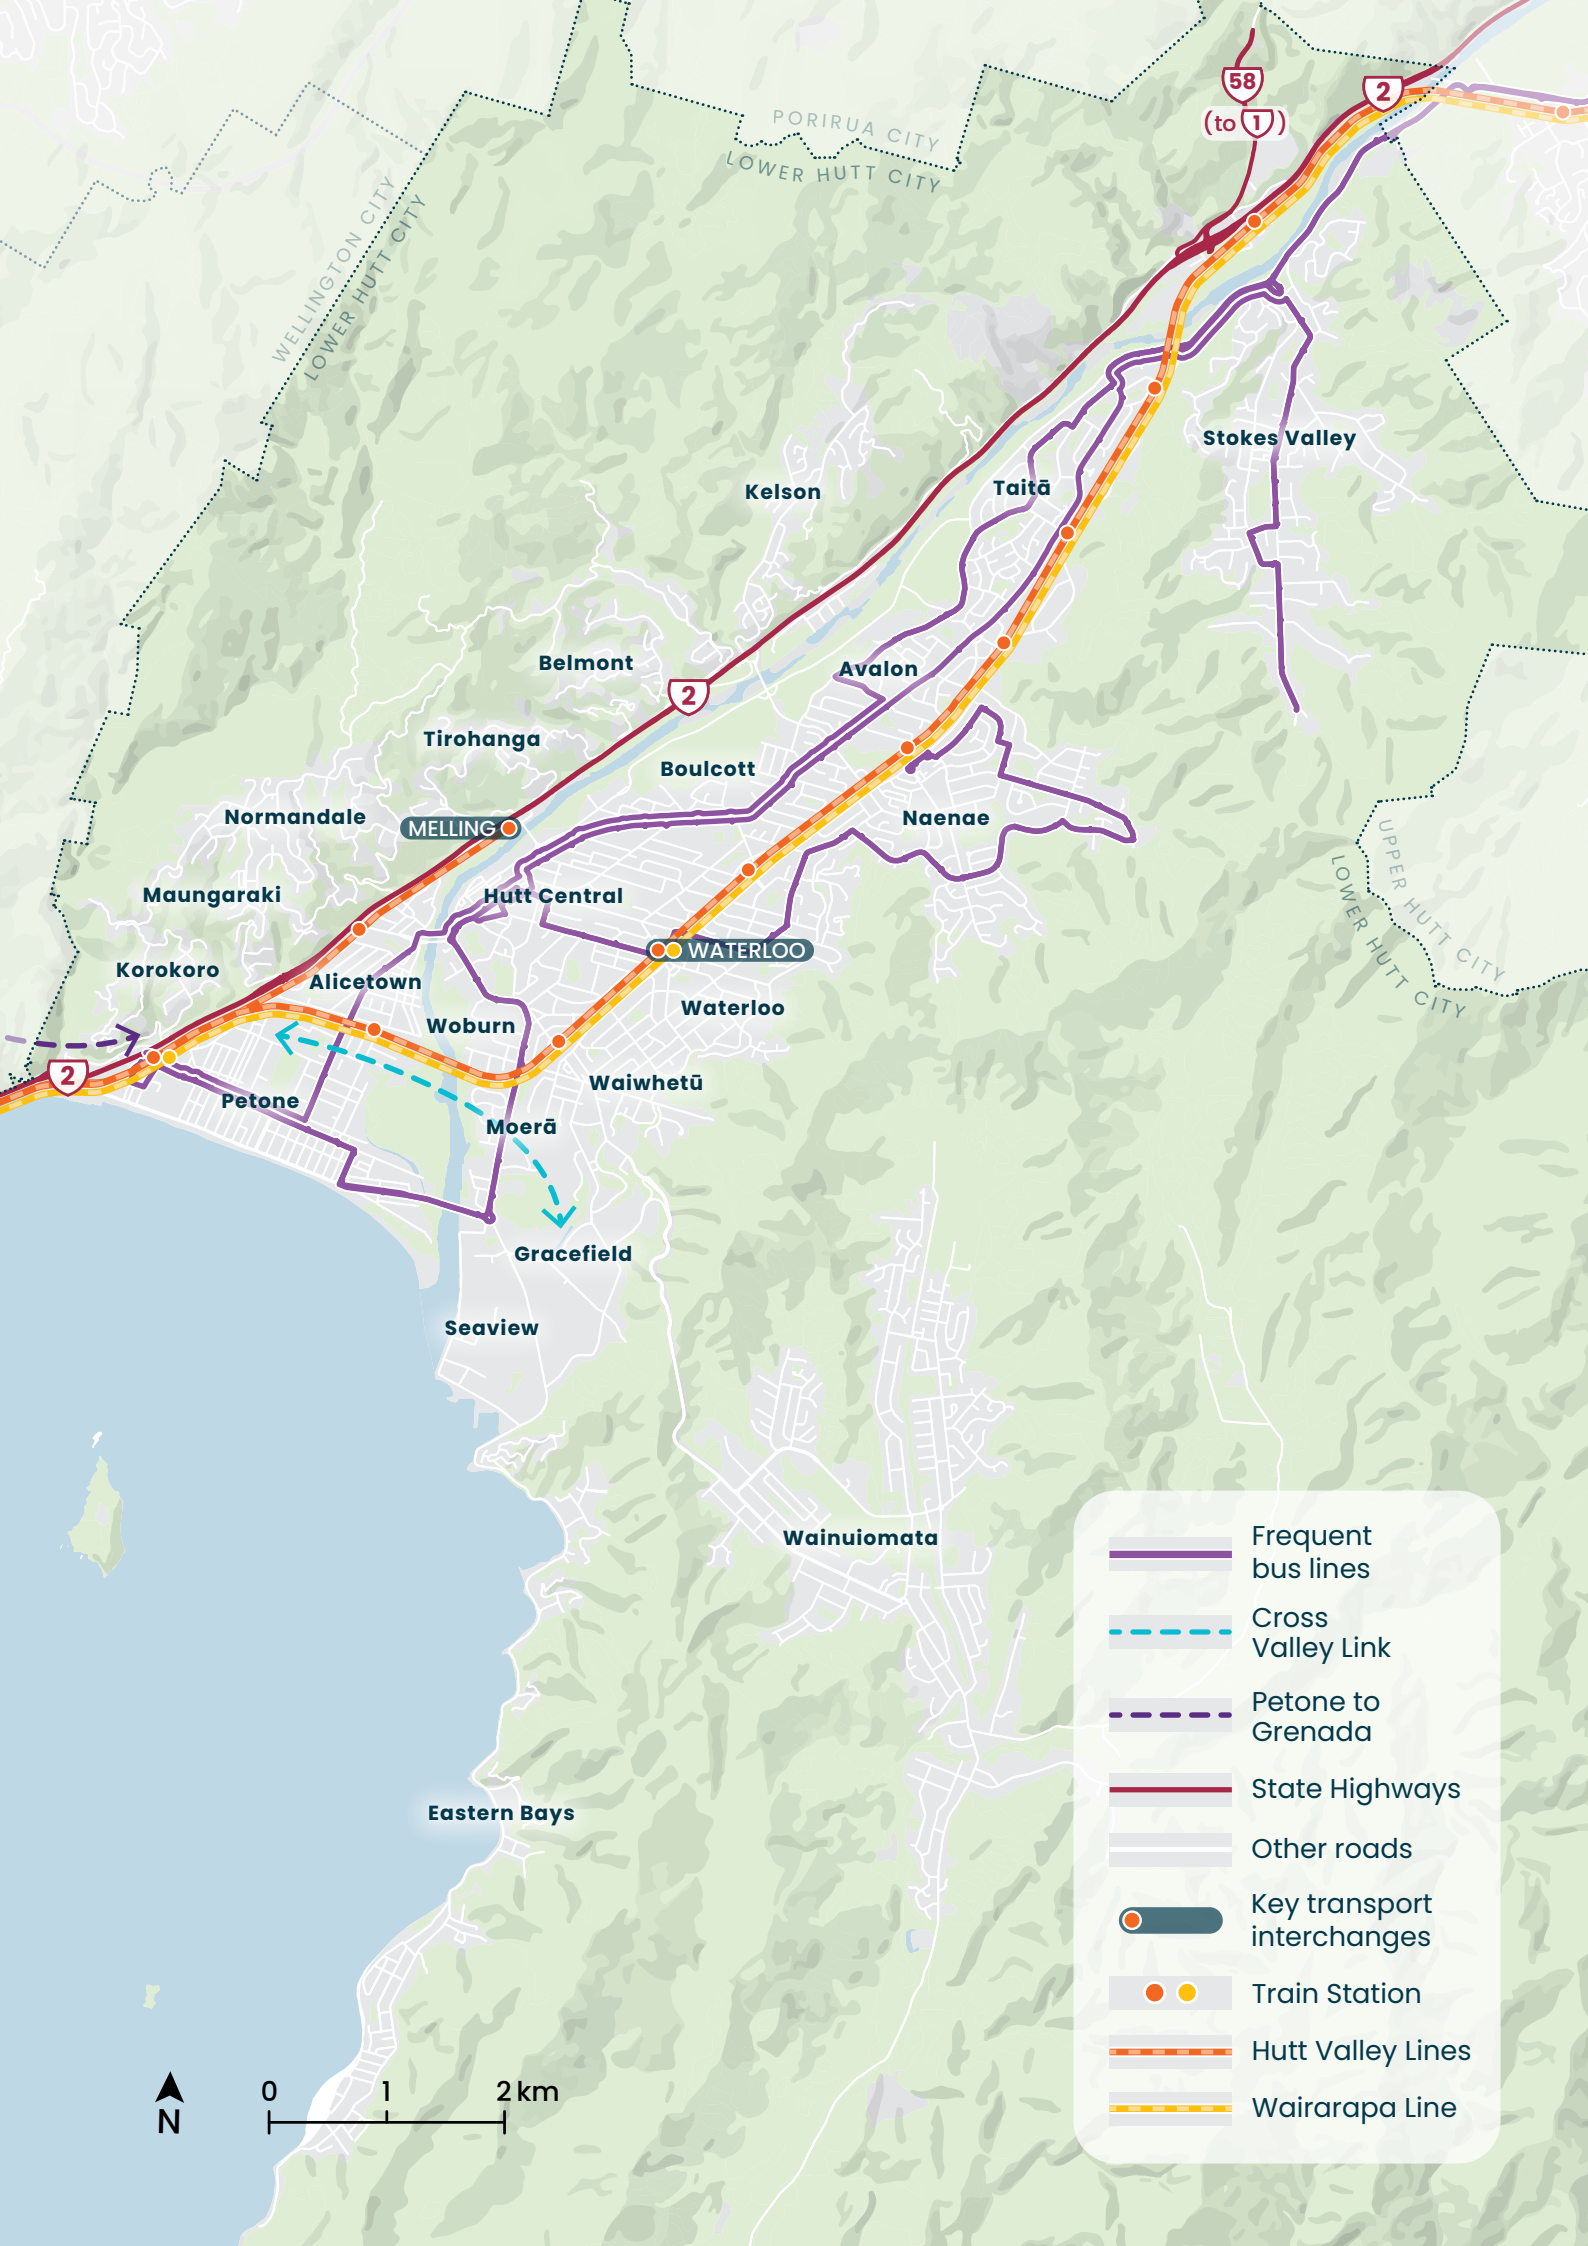 58
2
(to 1)
PORIRUA CITY
LOWER HUTT CITY
WELLINGTON CITY
LOWER HUTT CITY
Stokes Valley
Kelson
Taitā
Belmont
Avalon
2
Tirohanga
Boulcott
Normandale
MELLING
Naenae
UPPER HUTT CITY
LOWER HUTT CITY
Maungaraki
Hutt Central
WATERLOO
Korokoro
Alicetown
Waterloo
Woburn
2
Waiwhetū
Petone
Moerā
Gracefield
Seaview
Wainuiomata
Eastern Bays
Frequent
bus lines
Cross
Valley Link
Petone to
Grenada
State Highways
Other roads
Key transport
interchanges
Train Station
Hutt Valley Lines
Wairarapa Line
0 1 2 km
N